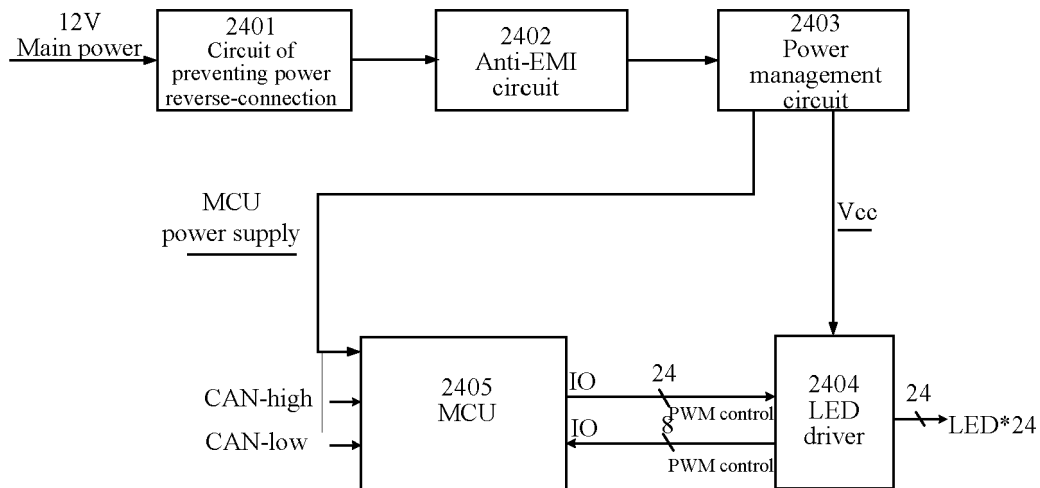 12V
Main power
2401
Circuit of
preventing power
reverse-connection
2402
Anti-EMI
circuit
2403
Power
management
circuit
MCU
power supply
Vcc
CAN-high
CAN-low
2405
MCU
IO
24
PWM control
IO
8
PWM control
2404
LED
driver
24
LED*24